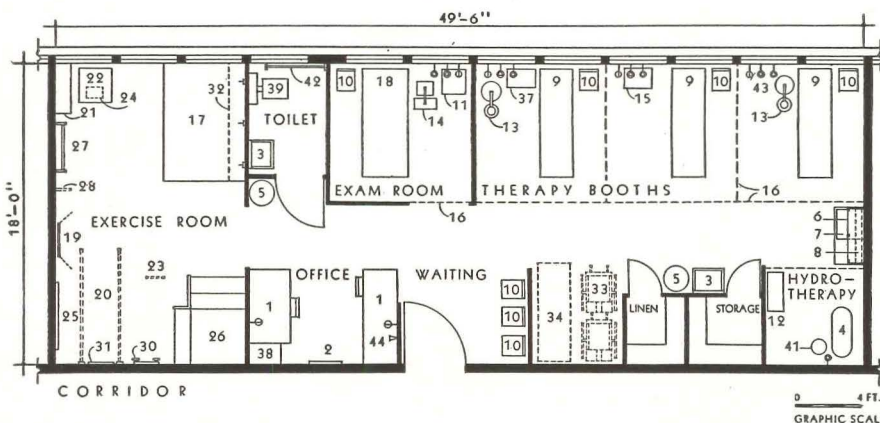 49'-6"
22 32 42 39 10 18 11 37 10 9 15 10 9 43 9 10
24
21 17 14 13 13
27 TOILET
3
28 5 EXAM ROOM THERAPY BOOTHS 16
18'-0"
EXERCISE ROOM 16 6
19 7
8
23 OFFICE WAITING 5 3 HYDRO-
THERAPY
20 1 1 10 33 LINEN STORAGE 12
25 26 10 34 4
44 10 41
31 30 38 2
CORRIDOR
0 4 FT.
GRAPHIC SCAL